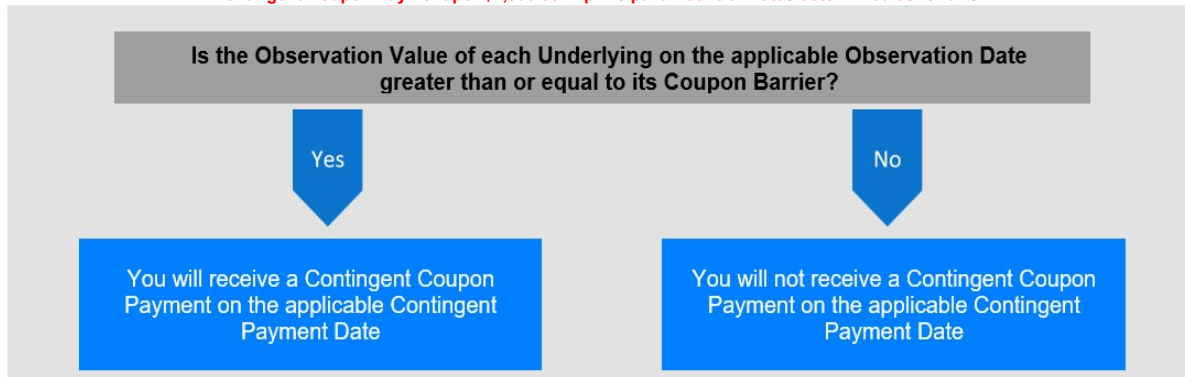 Is the Observation Value of each Underlying on the applicable Observation Date
greater than or equal to its Coupon Barrier?
Yes
No
You will receive a Contingent Coupon
Payment on the applicable Contingent
Payment Date
You will not receive a Contingent Coupon
Payment on the applicable Contingent
Payment Date